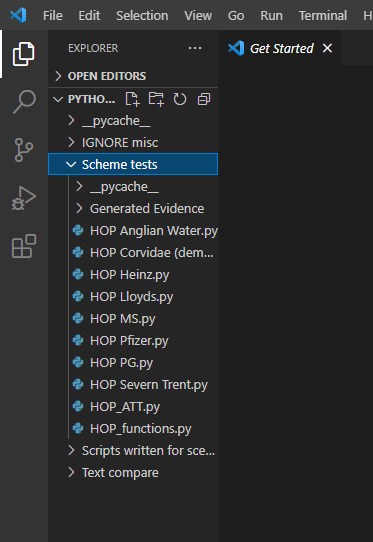 File Edit Selection View Go Run Terminal H
EXPLORER ...
Get Started
OPEN EDITORS
PYTHO...
__pycache__
IGNORE misc
Scheme tests
__pycache__
Generated Evidence
HOP Anglian Water.py
HOP Corvidae (dem...
HOP Heinz.py
HOP Lloyds.py
HOP MS.py
HOP Pfizer.py
HOP PG.py
HOP Severn Trent.py
HOP_ATT.py
HOP_functions.py
Scripts written for sce...
Text compare